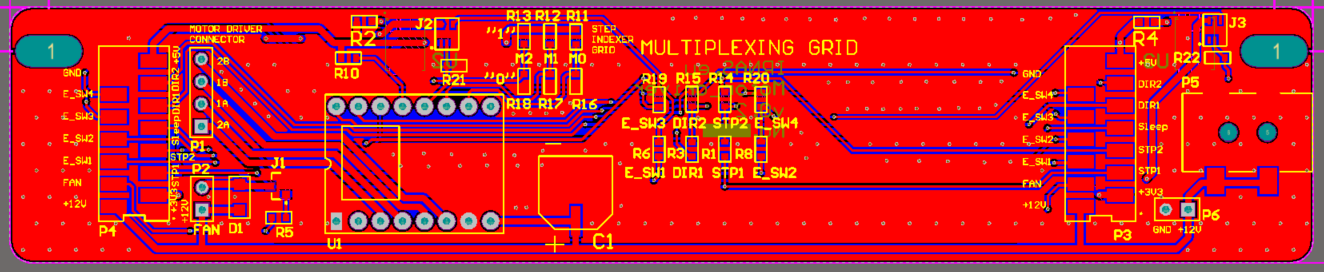 1
MOTOR DRIVER
CONNECTOR
R2
R10
J2
R21
R13 R12 R11
"1"
STEP
INDEXER
GRID
M2 M1 M0
"0"
R18 R17 R16
MULTIPLEXING GRID
R19 R15 R14 R20
E_SW3 DIR2 STP2 E_SW4
R6 R3 R1 R8
E_SW1 DIR1 STP1 E_SW2
GND
E_SW4
E_SW3
E_SW2
E_SW1
FAN
+12V
P4
+5V
DIR2
DIR1
Sleep
STP2
STP1
+3V3
2B
1B
1A
2A
P1
P2
+12V
FAN
D1
J1
R5
U1
C1
GND
E_SW4
E_SW3
E_SW2
E_SW1
FAN
+12V
+5V
DIR2
DIR1
Sleep
STP2
STP1
+3V3
P3
R4
J3
R22
1
P5
P6
GND +12V